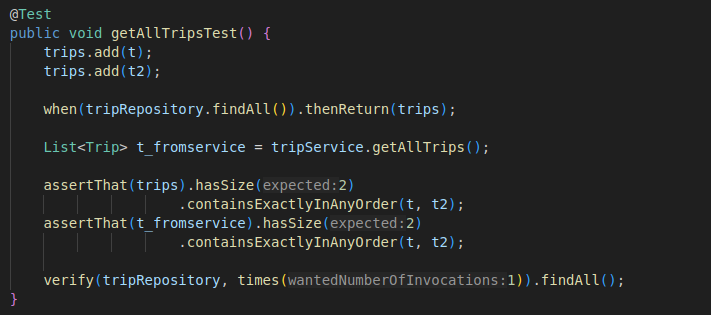 @Test
public void getAllTripsTest() {
    trips.add(t);
    trips.add(t2);

    when(tripRepository.findAll()).thenReturn(trips);

    List<Trip> t_fromservice = tripService.getAllTrips();

    assertThat(trips).hasSize(expected:2)
                    .containsExactlyInAnyOrder(t, t2);
    assertThat(t_fromservice).hasSize(expected:2)
                    .containsExactlyInAnyOrder(t, t2);

    verify(tripRepository, times(wantedNumberOfInvocations:1)).findAll();
}